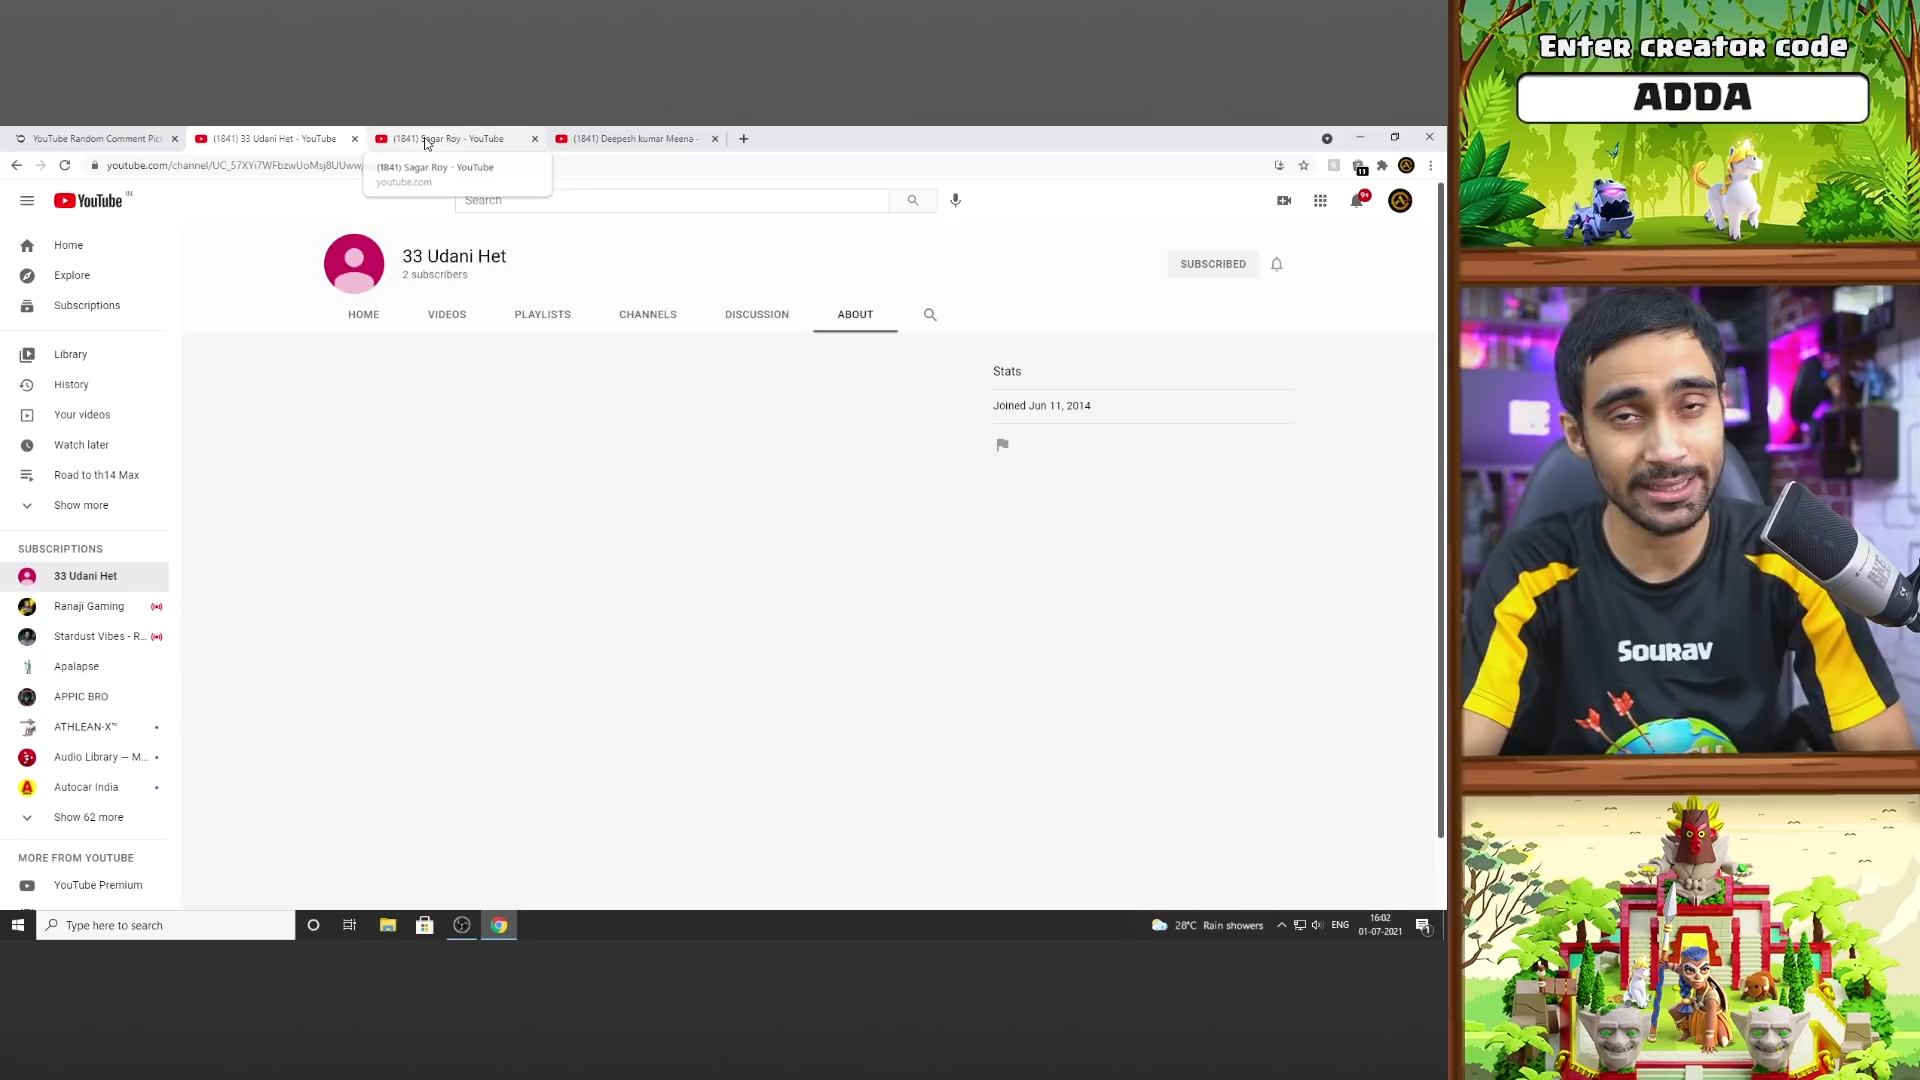 Enter creator code
ADDA
YouTube Random Comment Pick
(1841) 33 Udani Het - YouTube
(1841) Sagar Roy - YouTube
(1841) Deepesh kumar Meena -
youtube.com/channel/UC_57XYi7WFbzwUoMsj8UUww
(1841) Sagar Roy - YouTube
youtube.com
11
YouTube
IN
Search
9+
Home
Explore
Subscriptions
Library
History
Your videos
Watch later
Road to th14 Max
Show more
SUBSCRIPTIONS
33 Udani Het
Ranaji Gaming
Stardust Vibes - R...
Apalapse
APPIC BRO
ATHLEAN-X™
Audio Library — M...
Autocar India
Show 62 more
MORE FROM YOUTUBE
YouTube Premium
33 Udani Het
2 subscribers
SUBSCRIBED
HOME
VIDEOS
PLAYLISTS
CHANNELS
DISCUSSION
ABOUT
Stats
Joined Jun 11, 2014
Sourav
Type here to search
28°C Rain showers
ENG
16:02
01-07-2021
1